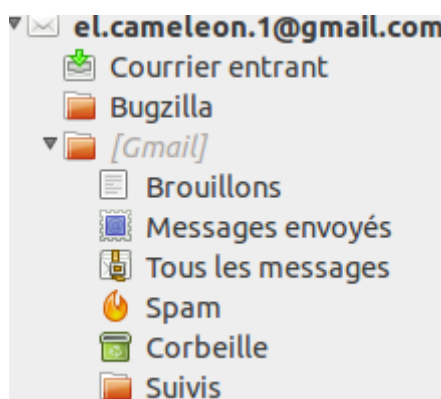 el.cameleon.1@gmail.com
Courrier entrant
Bugzilla
[Gmail]
Brouillons
Messages envoyés
Tous les messages
Spam
Corbeille
Suivis